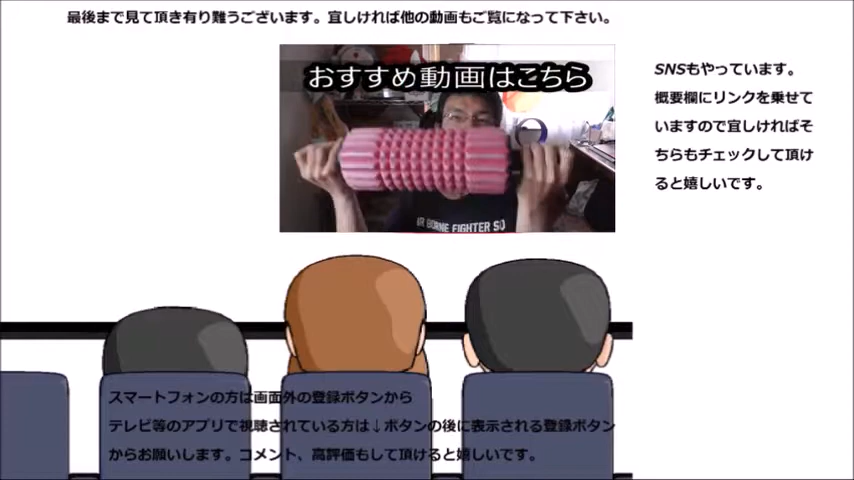 最後まで見て頂き有り難うございます。宜しければ他の動画もご覧になって下さい。
おすすめ動画はこちら
SNSもやっています。
概要欄にリンクを乗せて
いますので宜しければそ
ちらもチェックして頂け
ると嬉しいです。
BORNE FIGHTER
スマートフォンの方は画面外の登録ボタンから
テレビ等のアプリで視聴されている方は↓ボタンの後に表示される登録ボタン
からお願いします。コメント、高評価もして頂けると嬉しいです。